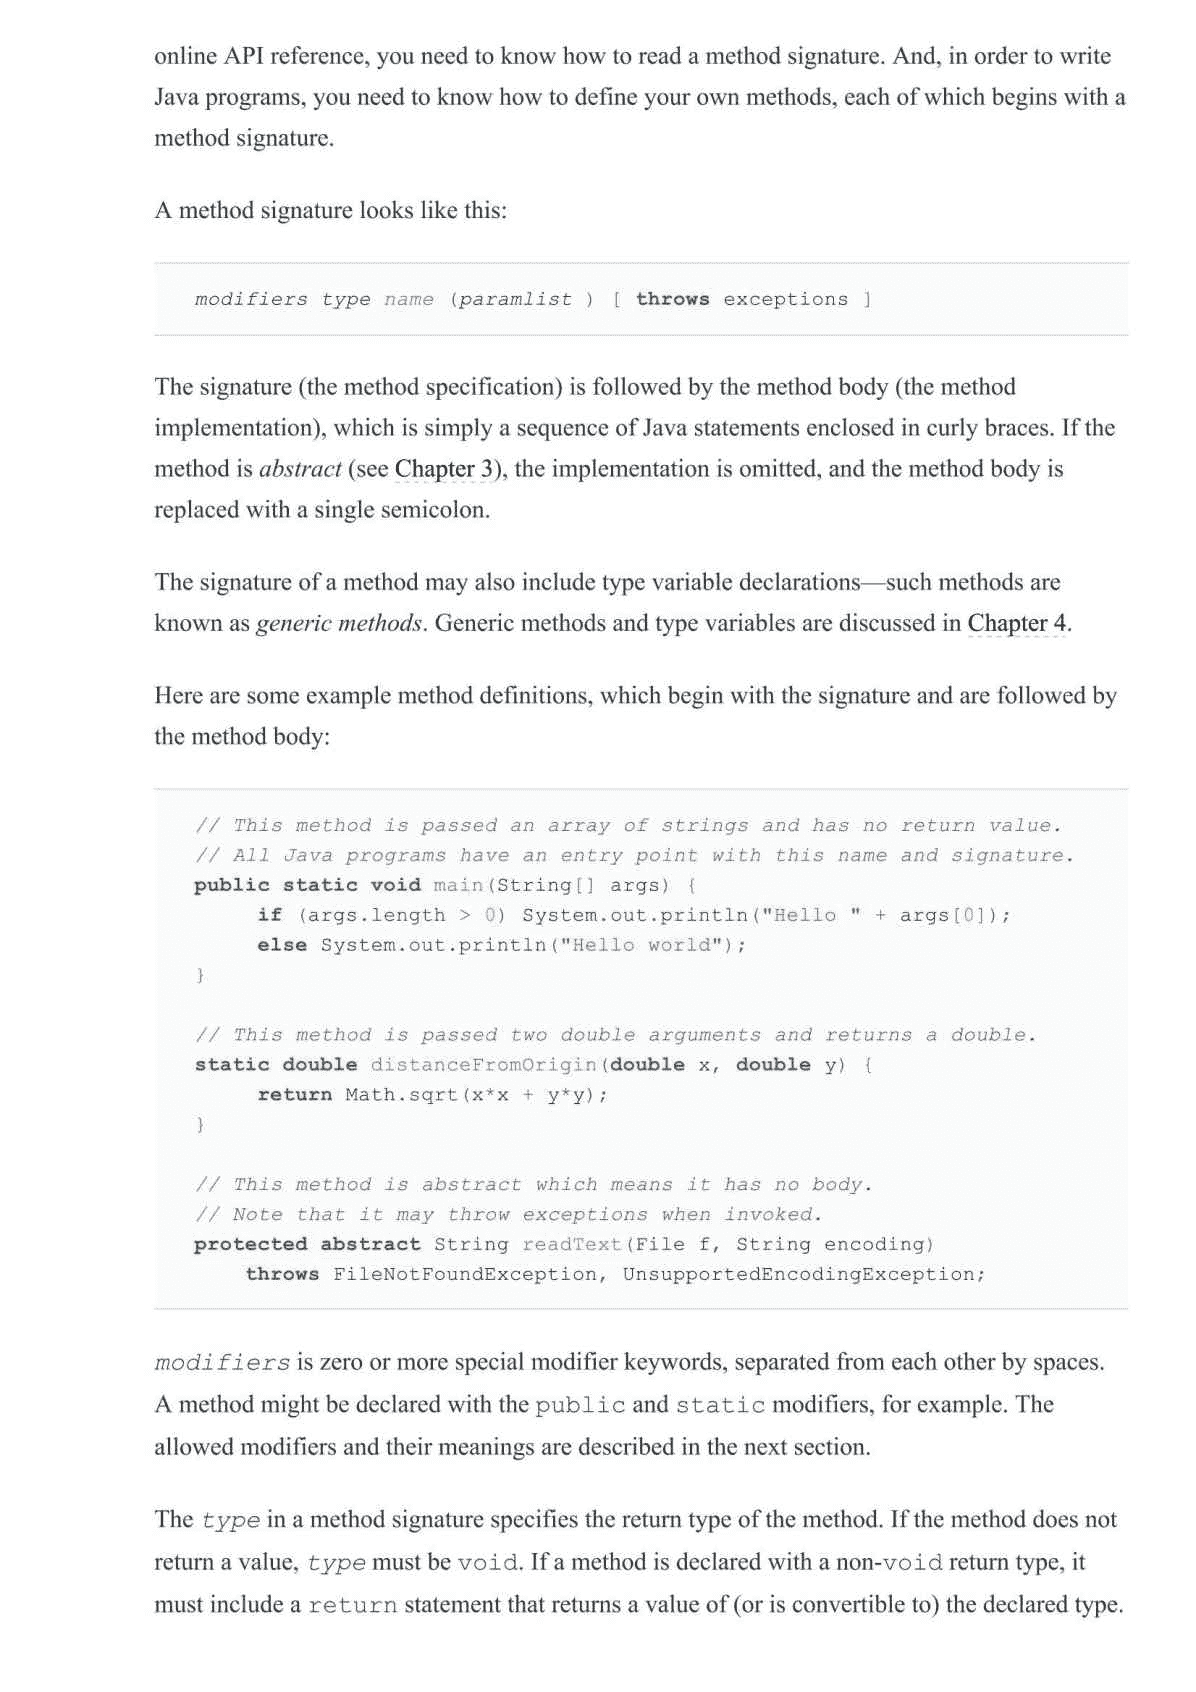 online API reference, you need to know how to read a method signature. And, in order to write
Java programs, you need to know how to define your own methods, each of which begins with a
method signature.
A method signature looks like this:
modifiers type name (paramlist ) [ throws exceptions ]
The signature (the method specification) is followed by the method body (the method
implementation), which is simply a sequence of Java statements enclosed in curly braces. If the
method is abstract (see Chapter 3), the implementation is omitted, and the method body is
replaced with a single semicolon.
The signature of a method may also include type variable declarations—such methods are
known as generic methods. Generic methods and type variables are discussed in Chapter 4.
Here are some example method definitions, which begin with the signature and are followed by
the method body:
// This method is passed an array of strings and has no return value.
// All Java programs have an entry point with this name and signature.
public static void main(String[] args) {
     if (args.length > 0) System.out.println("Hello " + args[0]);
     else System.out.println("Hello world");
}
// This method is passed two double arguments and returns a double.
static double distanceFromOrigin(double x, double y) {
     return Math.sqrt(x*x + y*y);
}
// This method is abstract which means it has no body.
// Note that it may throw exceptions when invoked.
protected abstract String readText(File f, String encoding)
    throws FileNotFoundException, UnsupportedEncodingException;
modifiers is zero or more special modifier keywords, separated from each other by spaces.
A method might be declared with the public and static modifiers, for example. The
allowed modifiers and their meanings are described in the next section.
The type in a method signature specifies the return type of the method. If the method does not
return a value, type must be void. If a method is declared with a non-void return type, it
must include a return statement that returns a value of (or is convertible to) the declared type.